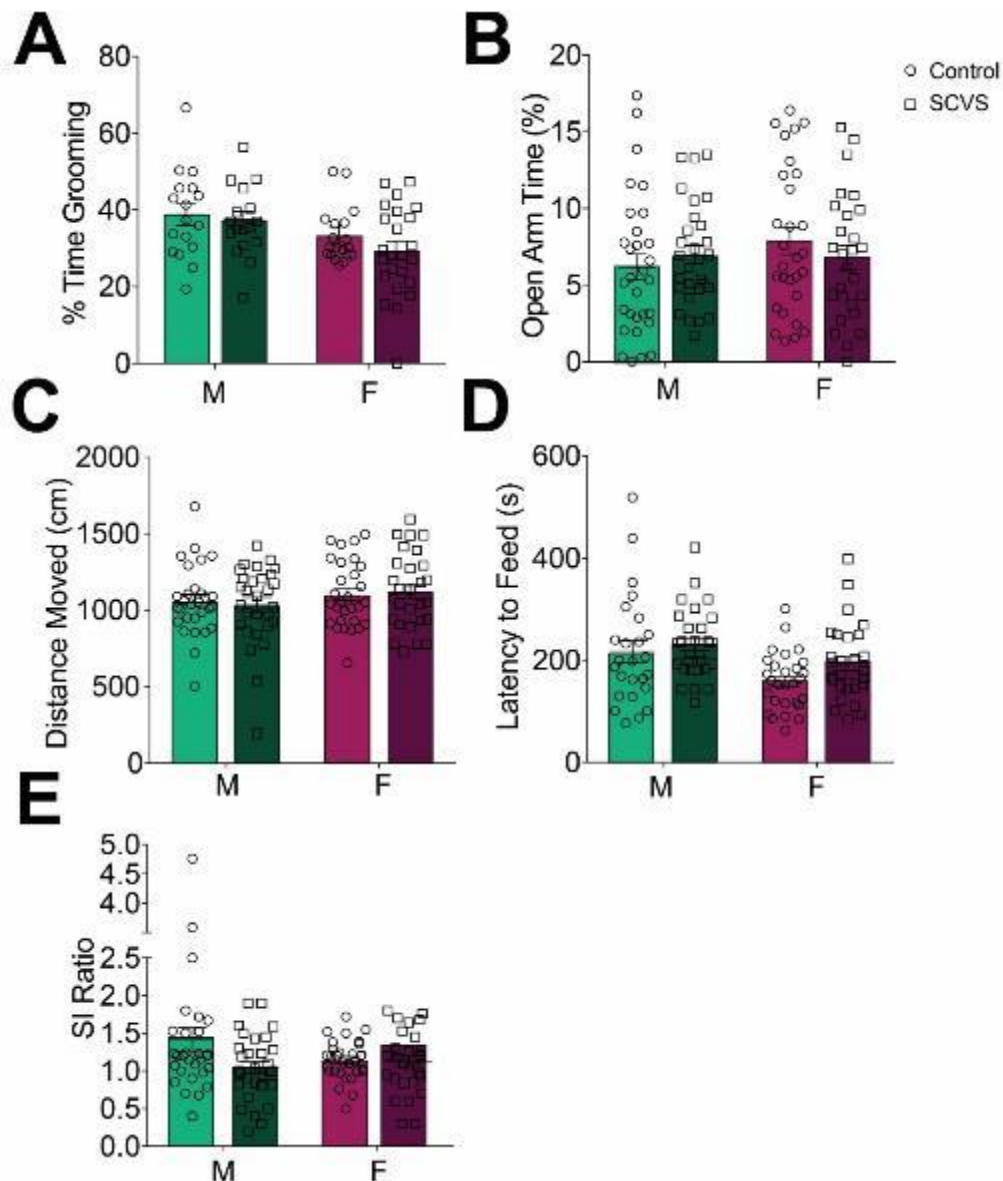 A
% Time Grooming
80
60
40
20
0
M F
B
Open Arm Time (%)
20
15
10
5
0
M F
Control
SCVS
C
Distance Moved (cm)
2000
1500
1000
500
0
M F
D
Latency to Feed (s)
600
400
200
0
M F
E
SI Ratio
5.0
4.5
4.0
2.5
2.0
1.5
1.0
0.5
0.0
M F